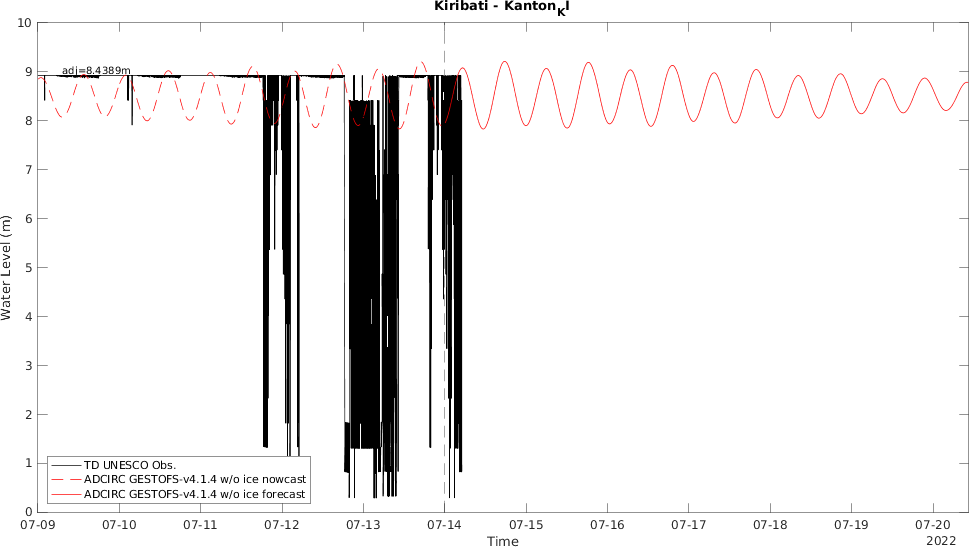 Kiribati - Kanton_KI
10
9
8
7
6
5
4
3
2
1
0
Water Level (m)
adj=8.4389m
TD UNESCO Obs.
ADCIRC GESTOFS-v4.1.4 w/o ice nowcast
ADCIRC GESTOFS-v4.1.4 w/o ice forecast
07-09 07-10 07-11 07-12 07-13 07-14 07-15 07-16 07-17 07-18 07-19 07-20
Time
2022